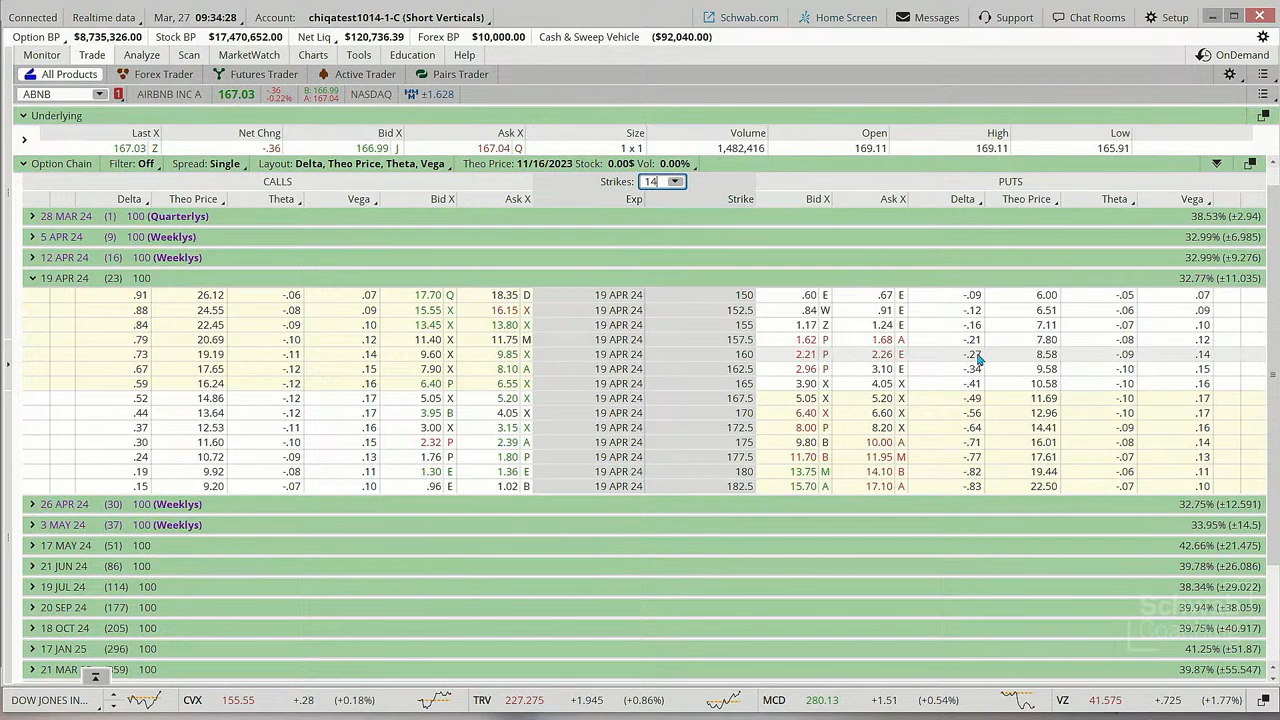 Connected Realtime data Mar, 27 09:34:28 Account: chiqatest1014-1-C (Short Verticals) Schwab.com Home Screen Messages Support Chat Rooms Setup
Option BP $8,735,326.00 Stock BP $17,470,652.00 Net Liq $120,736.39 Forex BP $10,000.00 Cash & Sweep Vehicle ($92,040.00)
Monitor Trade Analyze Scan MarketWatch Charts Tools Education Help OnDemand
All Products Forex Trader Futures Trader Active Trader Pairs Trader
ABNB 1 AIRBNB INC A 167.03 -.36 -0.22% B: 166.99 A: 167.04 NASDAQ ±1.628
Underlying
Last X Net Chng Bid X Ask X Size Volume Open High Low
167.03 Z -.36 166.99 J 167.04 Q 1 x 1 1,482,416 169.11 169.11 165.91
Option Chain Filter: Off Spread: Single Layout: Delta, Theo Price, Theta, Vega Theo Price: 11/16/2023 Stock: 0.00$ Vol: 0.00%
CALLS Strikes: 14 PUTS
Delta Theo Price Theta Vega Bid X Ask X Exp Strike Bid X Ask X Delta Theo Price Theta Vega
28 MAR 24 (1) 100 (Quarterlys) 38.53% (±2.94)
5 APR 24 (9) 100 (Weeklys) 32.99% (±6.985)
12 APR 24 (16) 100 (Weeklys) 32.99% (±9.276)
19 APR 24 (23) 100 32.77% (±11.035)
.91 26.12 -.06 .07 17.70 Q 18.35 D 19 APR 24 150 .60 E .67 E -.09 6.00 -.05 .07
.88 24.55 -.08 .09 15.55 X 16.15 X 19 APR 24 152.5 .84 W .91 E -.12 6.51 -.06 .09
.84 22.45 -.09 .10 13.45 X 13.80 X 19 APR 24 155 1.17 Z 1.24 E -.16 7.11 -.07 .10
.79 20.69 -.10 .12 11.40 X 11.75 M 19 APR 24 157.5 1.62 P 1.68 A -.21 7.80 -.08 .12
.73 19.19 -.11 .14 9.60 X 9.85 X 19 APR 24 160 2.21 P 2.26 E 8.58 -.09 .14
.67 16.95 -.12 .15 7.90 X 8.10 A 19 APR 24 162.5 2.96 P 3.10 E -.34 9.58 -.10 .15
.59 16.24 -.12 .16 6.40 P 6.55 X 19 APR 24 165 3.90 X 4.05 X -.41 10.58 -.10 .16
.52 14.86 -.12 .17 5.05 X 5.20 X 19 APR 24 167.5 5.05 X 5.20 X -.49 11.69 -.10 .17
.44 13.64 -.12 .17 3.95 B 4.05 X 19 APR 24 170 6.40 X 6.60 X -.56 12.96 -.10 .17
.37 12.53 -.11 .16 3.00 X 3.15 X 19 APR 24 172.5 8.00 P 8.20 X -.64 14.41 -.09 .16
.30 11.60 -.10 .15 2.32 P 2.39 A 19 APR 24 175 9.80 B 10.00 A -.71 16.01 -.08 .14
.24 10.72 -.09 .13 1.76 P 1.80 P 19 APR 24 177.5 11.70 B 11.95 M -.77 17.61 -.07 .13
.19 9.92 -.08 .11 1.30 E 1.36 E 19 APR 24 180 13.75 M 14.10 B -.82 19.44 -.06 .11
.15 9.20 -.07 .10 .96 E 1.02 B 19 APR 24 182.5 15.70 A 17.10 A -.83 22.50 -.07 .10
26 APR 24 (30) 100 (Weeklys) 32.75% (±12.591)
3 MAY 24 (37) 100 (Weeklys) 33.95% (±14.5)
17 MAY 24 (51) 100 42.66% (±21.475)
21 JUN 24 (86) 100 39.78% (±26.086)
19 JUL 24 (114) 100 38.34% (±29.022)
20 SEP 24 (177) 100 39.94% (±38.059)
18 OCT 24 (205) 100 39.75% (±40.917)
17 JAN 25 (296) 100 41.25% (±51.87)
21 MAR 100 39.87% (±55.547)
DOW JONES IN... CVX 155.55 +.28 (+0.18%) TRV 227.275 +1.945 (+0.86%) MCD 280.13 +1.51 (+0.54%) VZ 41.575 +.725 (+1.77%)